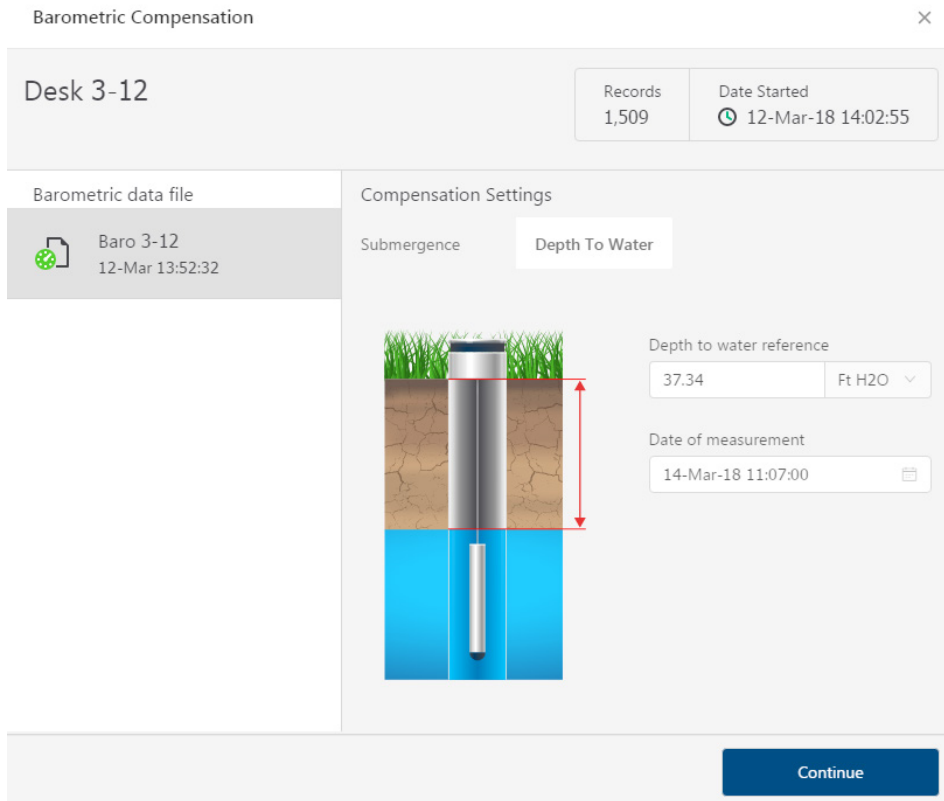 Barometric Compensation
Desk 3-12
Records
1,509
Date Started
12-Mar-18 14:02:55
Barometric data file
Baro 3-12
12-Mar 13:52:32
Compensation Settings
Submergence
Depth To Water
Depth to water reference
37.34
Ft H2O
Date of measurement
14-Mar-18 11:07:00
Continue